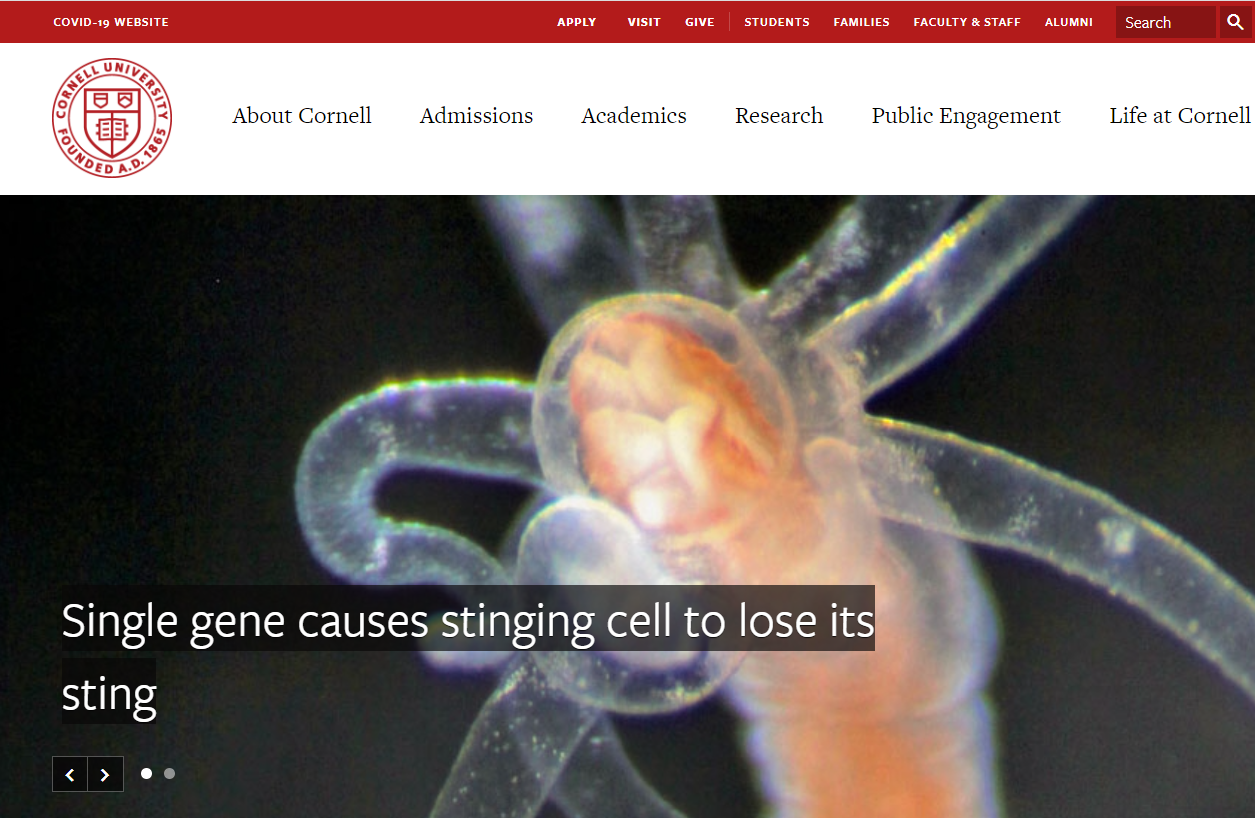 COVID-19 WEBSITE
APPLY VISIT GIVE STUDENTS FAMILIES FACULTY & STAFF ALUMNI Search
CORNELL UNIVERSITY
FOUNDED A.D. 1865
About Cornell Admissions Academics Research Public Engagement Life at Cornell
Single gene causes stinging cell to lose its
sting